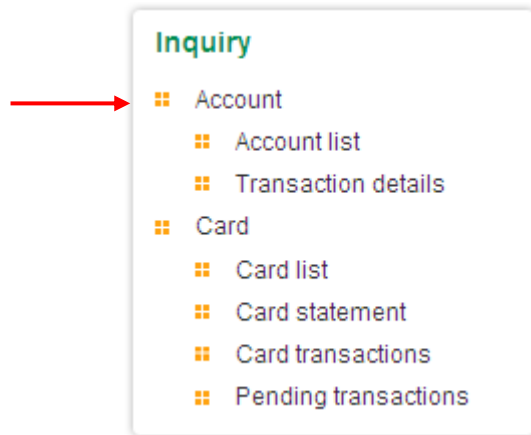 Inquiry
Account
Account list
Transaction details
Card
Card list
Card statement
Card transactions
Pending transactions